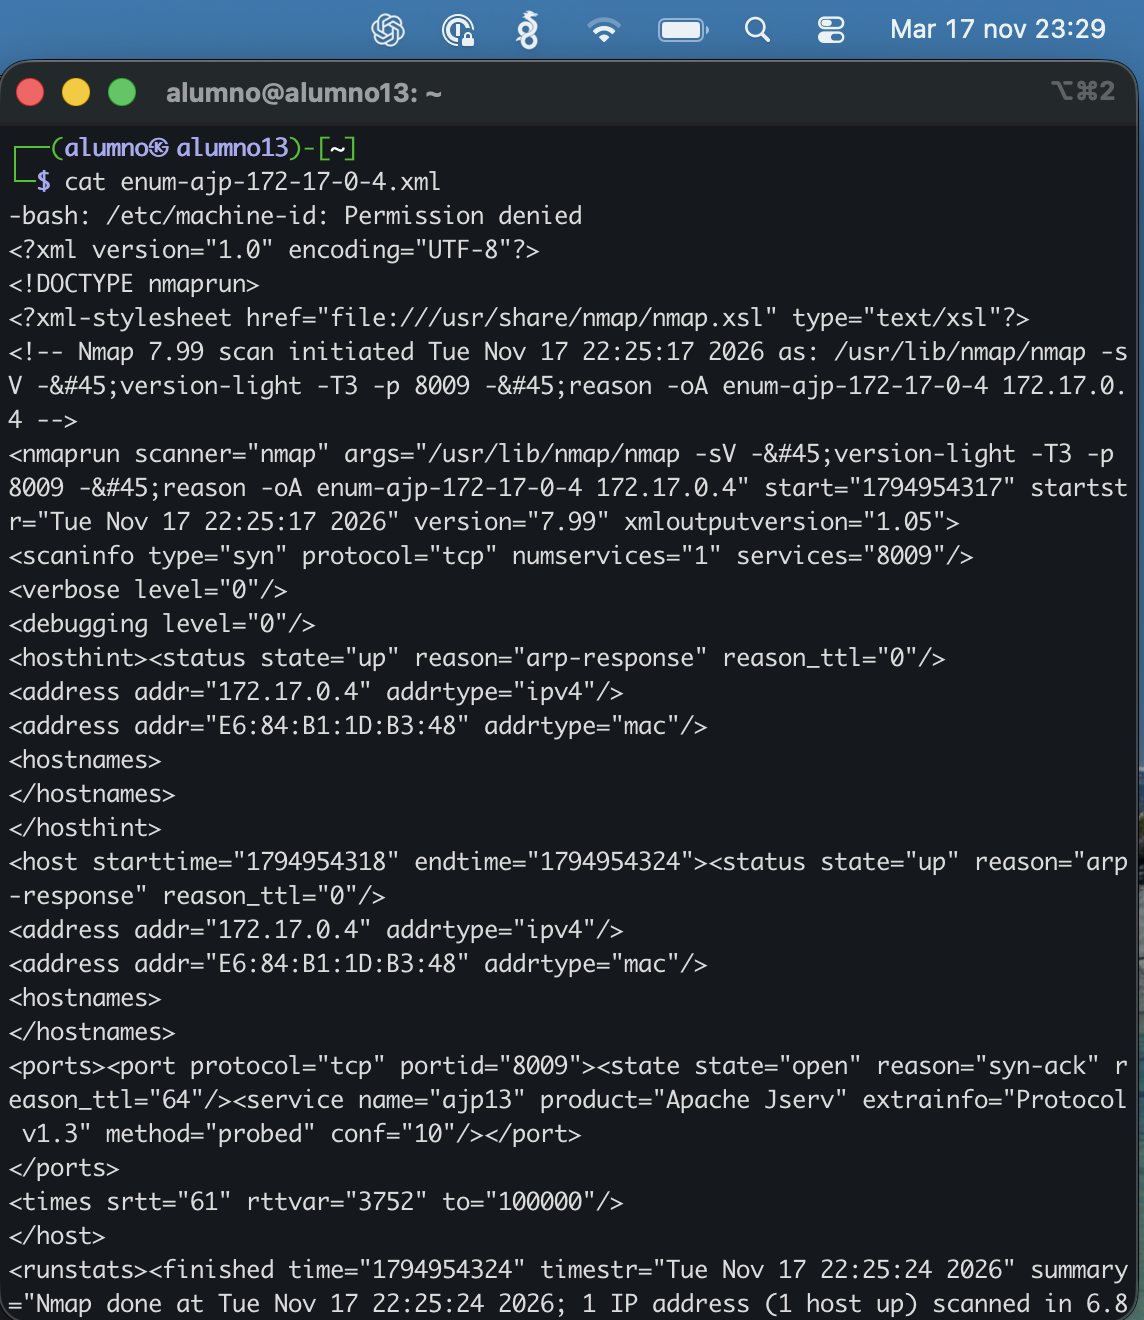 Mar 17 nov 23:29
alumno@alumno13: ~
⌥⌘2
┌──(alumno㉿ alumno13)-[~]
└─$ cat enum-ajp-172-17-0-4.xml
-bash: /etc/machine-id: Permission denied
<?xml version="1.0" encoding="UTF-8"?>
<!DOCTYPE nmaprun>
<?xml-stylesheet href="file:///usr/share/nmap/nmap.xsl" type="text/xsl"?>
<!-- Nmap 7.99 scan initiated Tue Nov 17 22:25:17 2026 as: /usr/lib/nmap/nmap -s
V -&#45;version-light -T3 -p 8009 -&#45;reason -oA enum-ajp-172-17-0-4 172.17.0.
4 -->
<nmaprun scanner="nmap" args="/usr/lib/nmap/nmap -sV -&#45;version-light -T3 -p
8009 -&#45;reason -oA enum-ajp-172-17-0-4 172.17.0.4" start="1794954317" startst
r="Tue Nov 17 22:25:17 2026" version="7.99" xmloutputversion="1.05">
<scaninfo type="syn" protocol="tcp" numservices="1" services="8009"/>
<verbose level="0"/>
<debugging level="0"/>
<hosthint><status state="up" reason="arp-response" reason_ttl="0"/>
<address addr="172.17.0.4" addrtype="ipv4"/>
<address addr="E6:84:B1:1D:B3:48" addrtype="mac"/>
<hostnames>
</hostnames>
</hosthint>
<host starttime="1794954318" endtime="1794954324"><status state="up" reason="arp
-response" reason_ttl="0"/>
<address addr="172.17.0.4" addrtype="ipv4"/>
<address addr="E6:84:B1:1D:B3:48" addrtype="mac"/>
<hostnames>
</hostnames>
<ports><port protocol="tcp" portid="8009"><state state="open" reason="syn-ack" r
eason_ttl="64"/><service name="ajp13" product="Apache Jserv" extrainfo="Protocol
 v1.3" method="probed" conf="10"/></port>
</ports>
<times srtt="61" rttvar="3752" to="100000"/>
</host>
<runstats><finished time="1794954324" timestr="Tue Nov 17 22:25:24 2026" summary
="Nmap done at Tue Nov 17 22:25:24 2026; 1 IP address (1 host up) scanned in 6.8